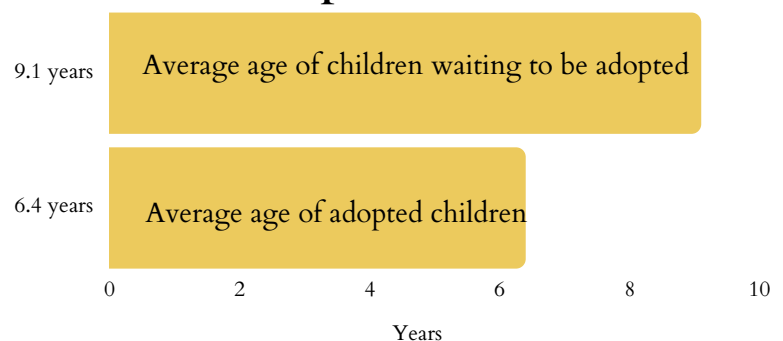 9.1 years
Average age of children waiting to be adopted
6.4 years
Average age of adopted children
0 2 4 6 8 10
Years